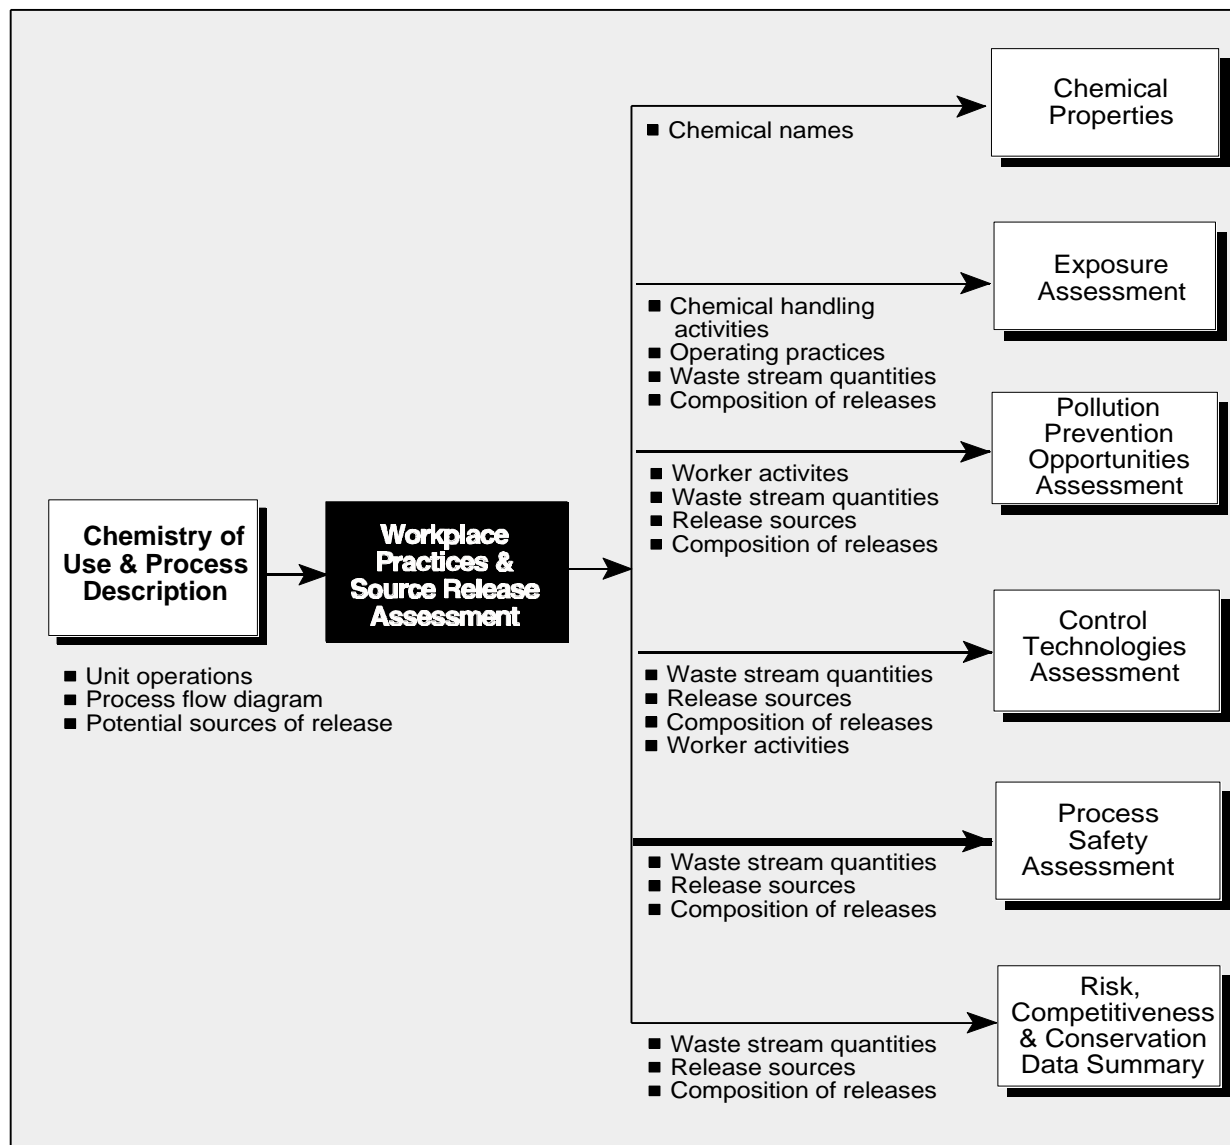 Chemical
Properties
■ Chemical names
Exposure
Assessment
■ Chemical handling
activities
■ Operating practices
■ Waste stream quantities
■ Composition of releases
Pollution
Prevention
Opportunities
Assessment
■ Worker activites
■ Waste stream quantities
■ Release sources
■ Composition of releases
Chemistry of
Use & Process
Description
■ Unit operations
■ Process flow diagram
■ Potential sources of release
Workplace
Practices &
Source Release
Assessment
Control
Technologies
Assessment
■ Waste stream quantities
■ Release sources
■ Composition of releases
■ Worker activities
Process
Safety
Assessment
■ Waste stream quantities
■ Release sources
■ Composition of releases
Risk,
Competitiveness
& Conservation
Data Summary
■ Waste stream quantities
■ Release sources
■ Composition of releases